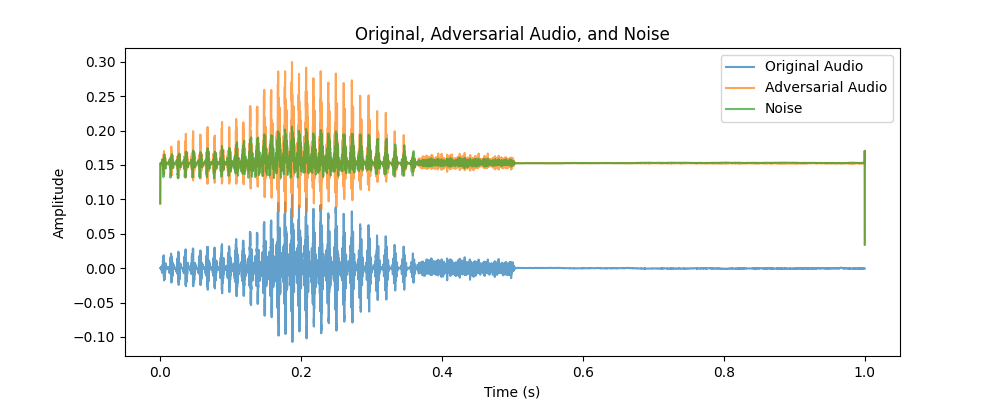 Original, Adversarial Audio, and Noise
Original Audio
Adversarial Audio
Noise
Amplitude
0.30
0.25
0.20
0.15
0.10
0.05
0.00
−0.05
−0.10
0.0 0.2 0.4 0.6 0.8 1.0
Time (s)